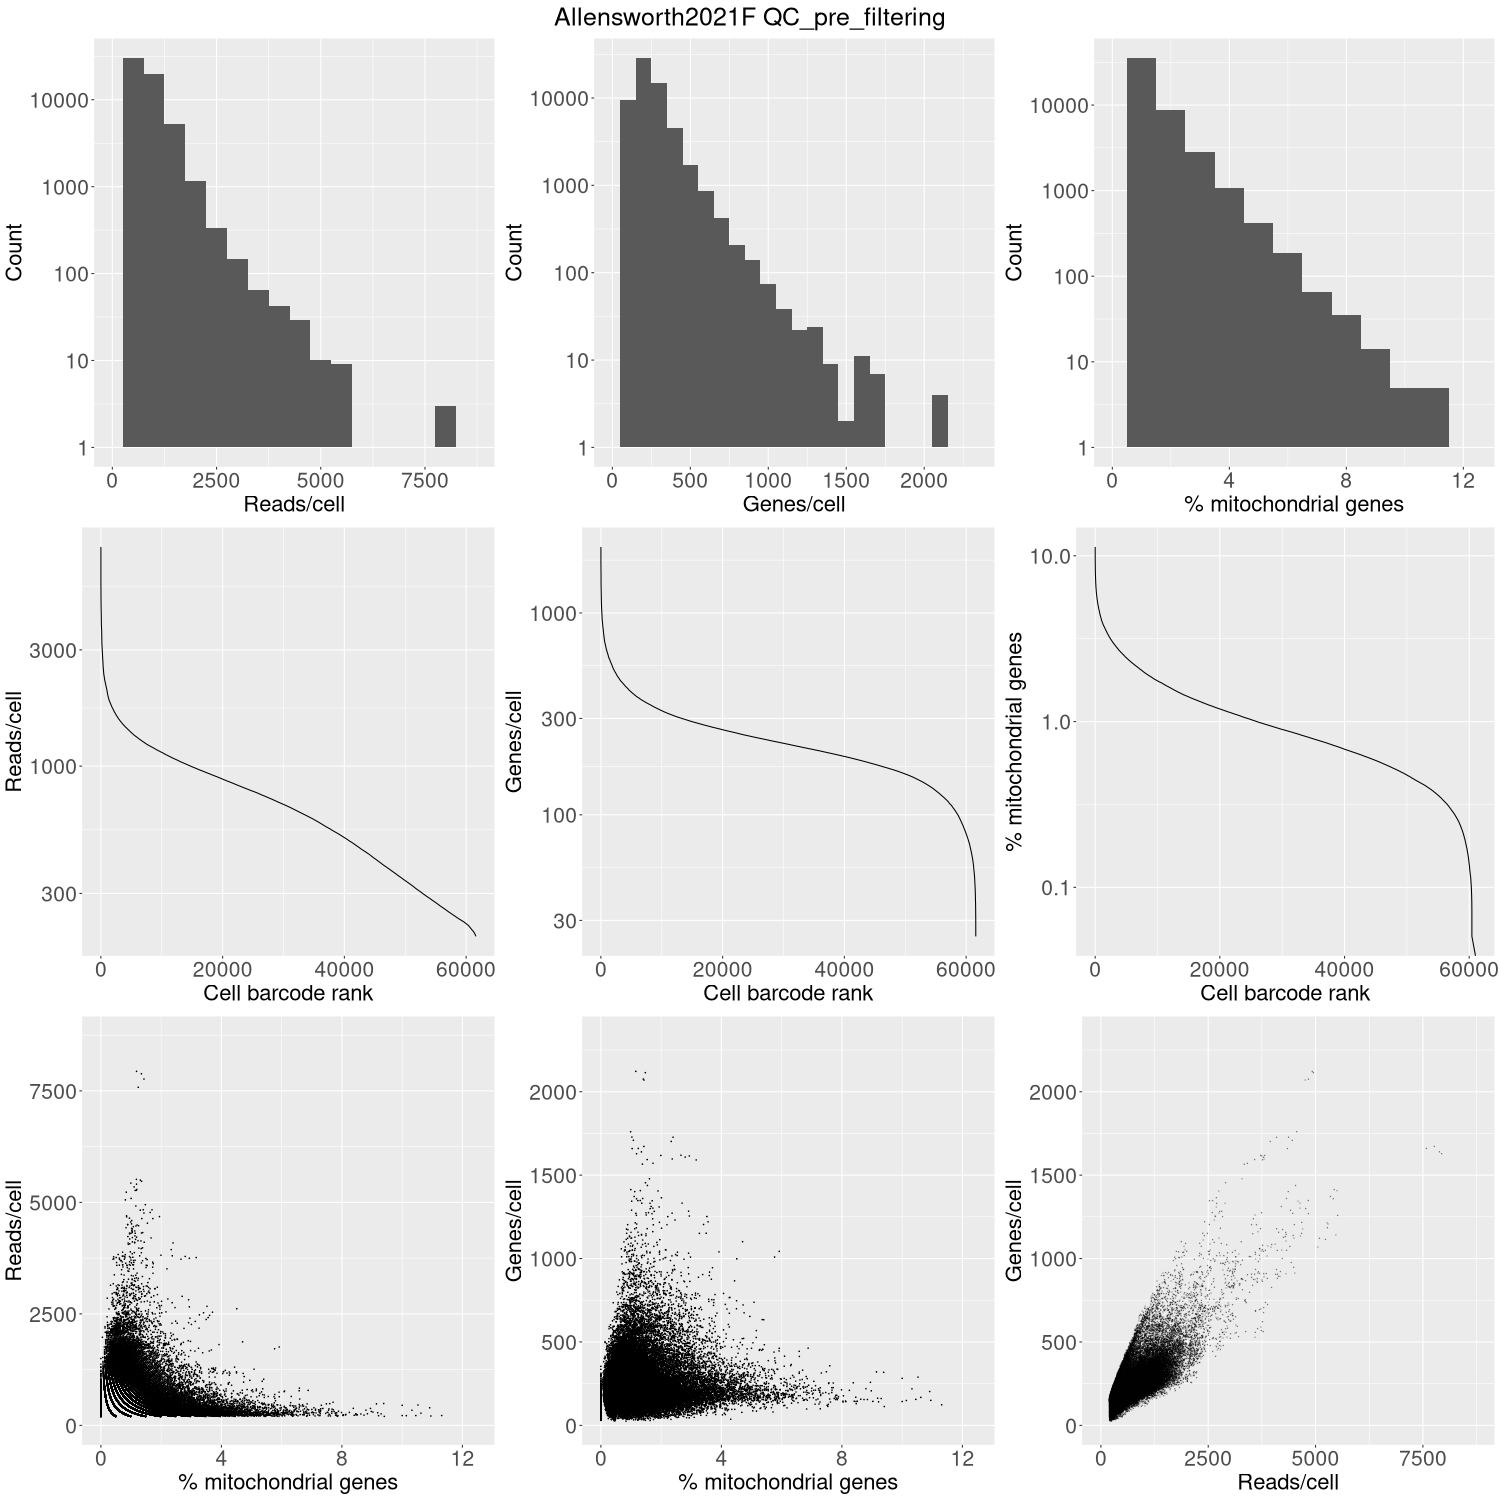 Allensworth2021F QC_pre_filtering
Count
10000
1000
100
10
1
0 2500 5000 7500
Reads/cell
Count
10000
1000
100
10
1
0 500 1000 1500 2000
Genes/cell
Count
10000
1000
100
10
1
0 4 8 12
% mitochondrial genes
Reads/cell
3000
1000
300
0 20000 40000 60000
Cell barcode rank
Genes/cell
1000
300
100
30
0 20000 40000 60000
Cell barcode rank
% mitochondrial genes
10.0
1.0
0.1
0 20000 40000 60000
Cell barcode rank
Reads/cell
7500
5000
2500
0
0 4 8 12
% mitochondrial genes
Genes/cell
2000
1500
1000
500
0
0 4 8 12
% mitochondrial genes
Genes/cell
2000
1500
1000
500
0
0 2500 5000 7500
Reads/cell